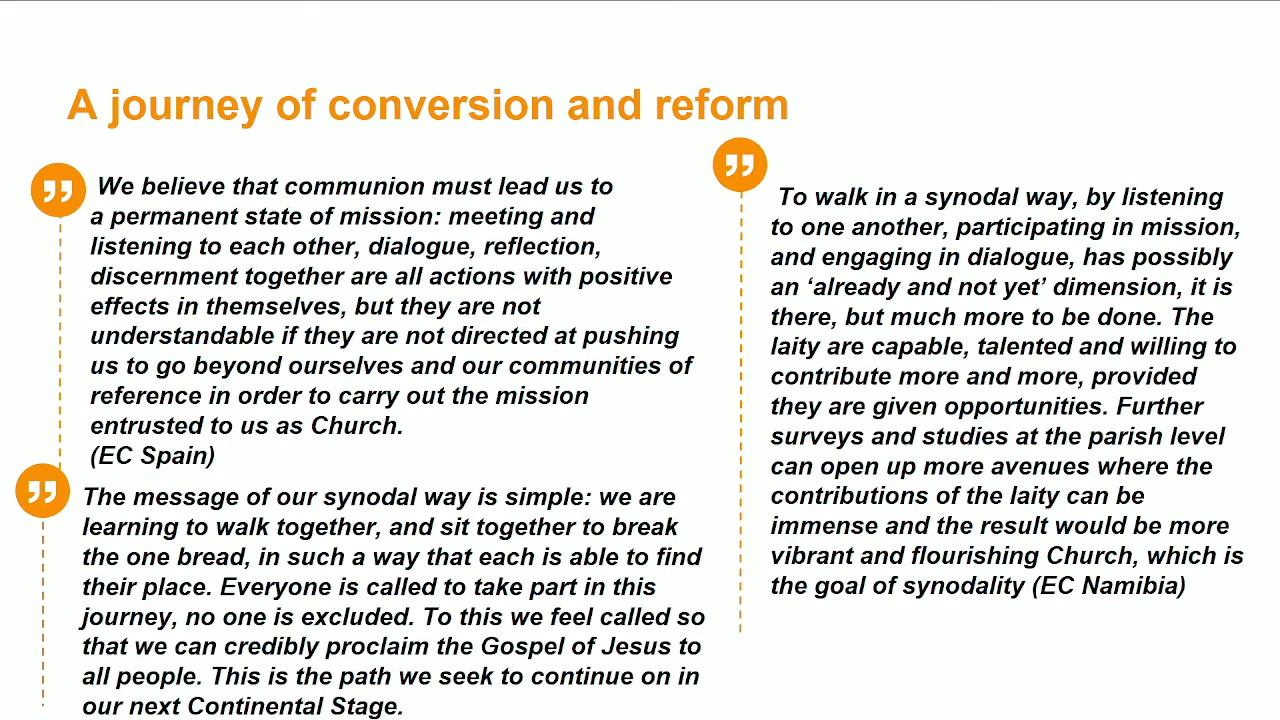 A journey of conversion and reform
We believe that communion must lead us to
a permanent state of mission: meeting and
listening to each other, dialogue, reflection,
discernment together are all actions with positive
effects in themselves, but they are not
understandable if they are not directed at pushing
us to go beyond ourselves and our communities of
reference in order to carry out the mission
entrusted to us as Church.
(EC Spain)
The message of our synodal way is simple: we are
learning to walk together, and sit together to break
the one bread, in such a way that each is able to find
their place. Everyone is called to take part in this
journey, no one is excluded. To this we feel called so
that we can credibly proclaim the Gospel of Jesus to
all people. This is the path we seek to continue on in
our next Continental Stage.
To walk in a synodal way, by listening
to one another, participating in mission,
and engaging in dialogue, has possibly
an ‘already and not yet’ dimension, it is
there, but much more to be done. The
laity are capable, talented and willing to
contribute more and more, provided
they are given opportunities. Further
surveys and studies at the parish level
can open up more avenues where the
contributions of the laity can be
immense and the result would be more
vibrant and flourishing Church, which is
the goal of synodality (EC Namibia)